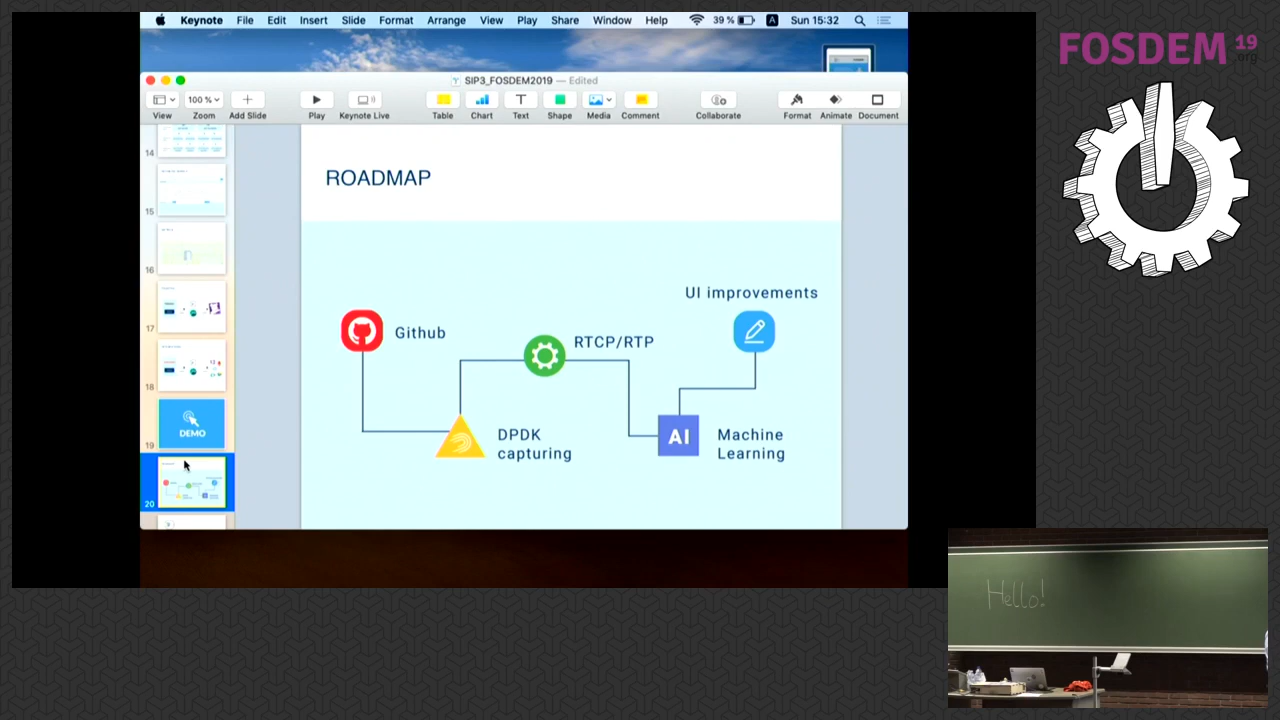 Keynote File Edit Insert Slide Format Arrange View Play Share Window Help 39 % A Sun 15:32
FOSDEM 19
.org
SIP3_FOSDEM2019 — Edited
100 %
View Zoom Add Slide Play Keynote Live Table Chart Text Shape Media Comment Collaborate Format Animate Document
14
15
16
17
18
DEMO
19
20
ROADMAP
UI improvements
Github
RTCP/RTP
DPDK
capturing
AI
Machine
Learning
Hello!